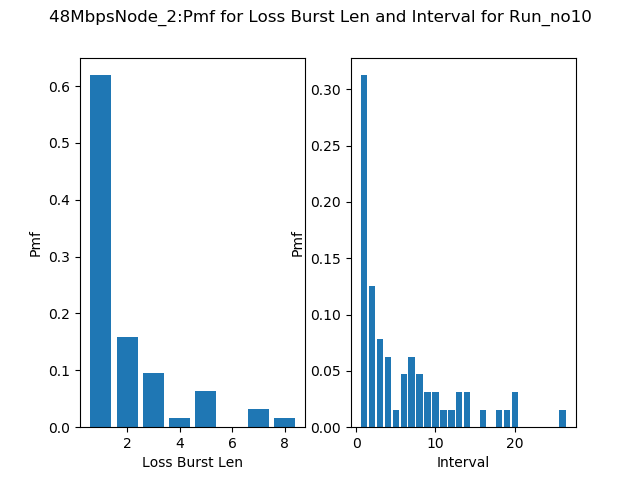 48MbpsNode_2:Pmf for Loss Burst Len and Interval for Run_no10
Pmf
0.6
0.5
0.4
0.3
0.2
0.1
0.0
2 4 6 8
Loss Burst Len
Pmf
0.30
0.25
0.20
0.15
0.10
0.05
0.00
0 10 20
Interval